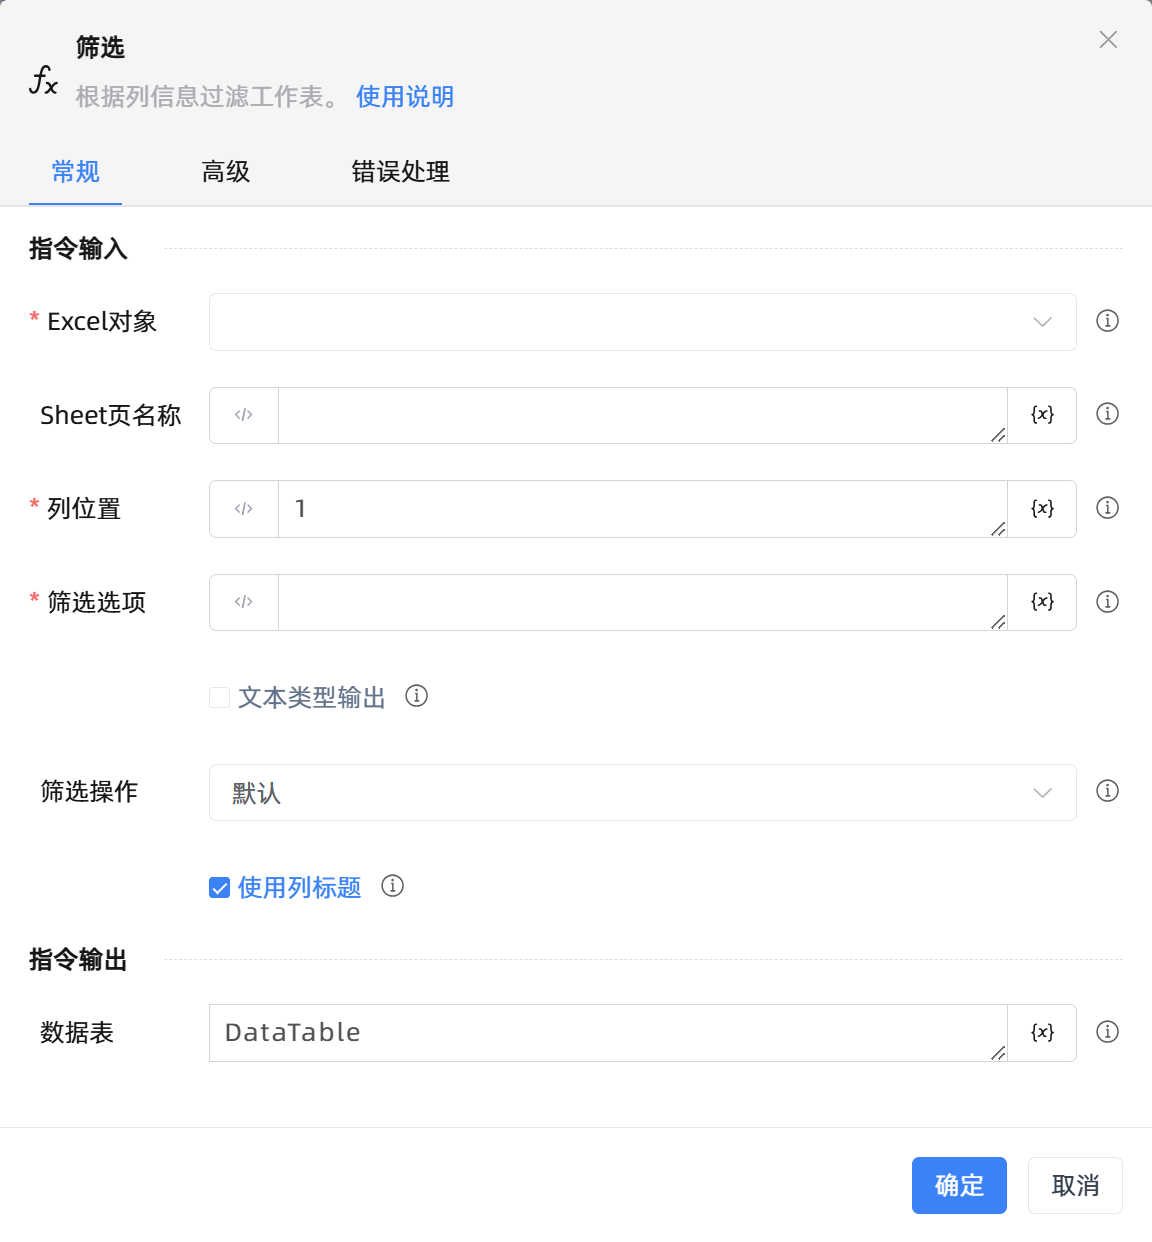 筛选
根据列信息过滤工作表。 使用说明
常规 高级 错误处理
指令输入
* Excel对象
Sheet页名称 </> {x}
* 列位置 </> 1 {x}
* 筛选选项 </> {x}
文本类型输出
筛选操作 默认
使用列标题
指令输出
数据表 DataTable {x}
确定 取消